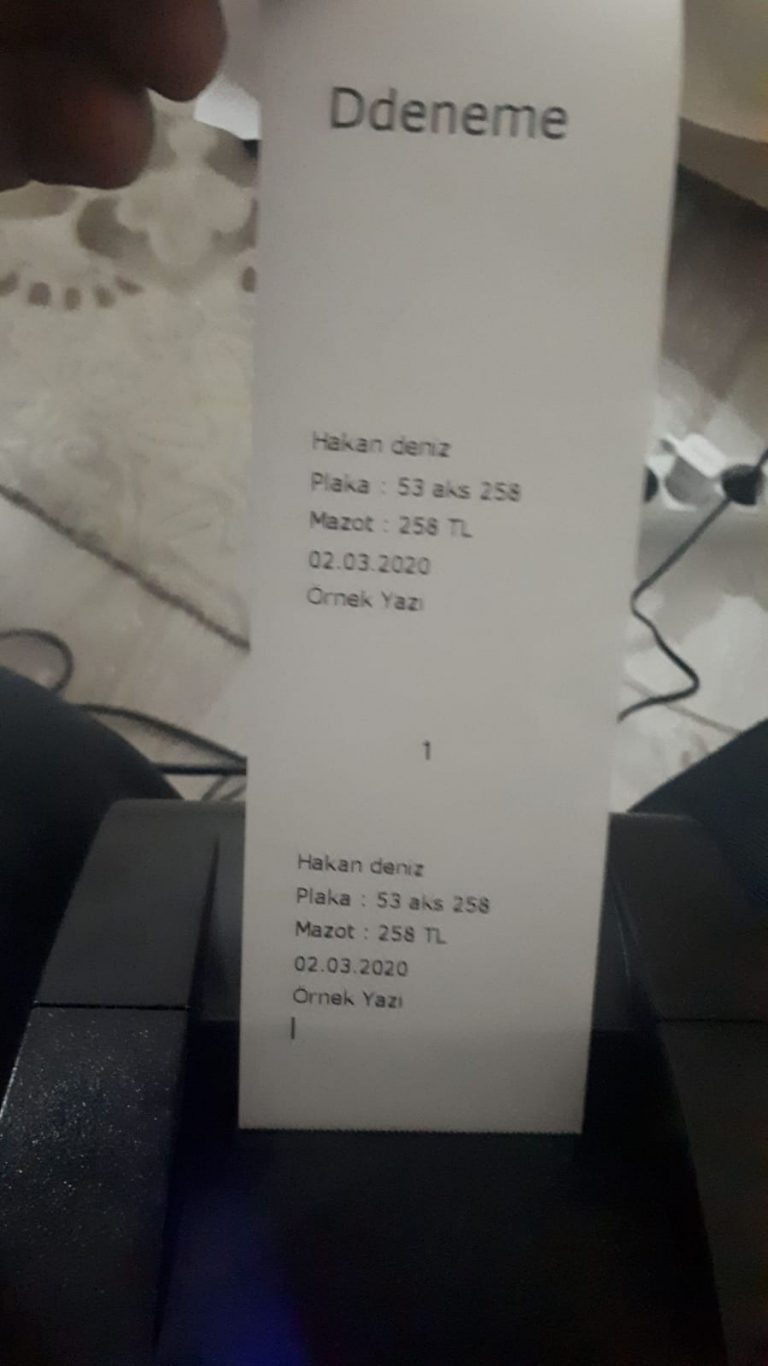 Ddeneme
Hakan deniz
Plaka : 53 aks 258
Mazot : 258 TL
02.03.2020
Örnek Yazı
1
Hakan deniz
Plaka : 53 aks 258
Mazot : 258 TL
02.03.2020
Örnek Yazı
|